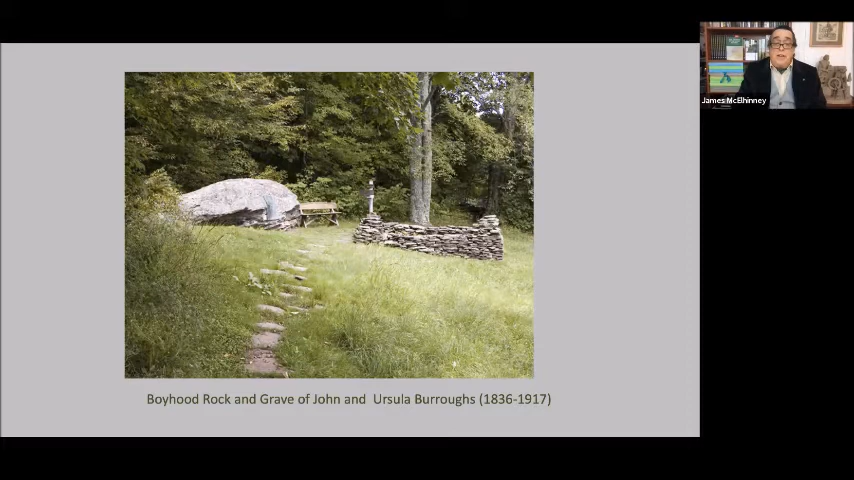 James McElhinney
Boyhood Rock and Grave of John and Ursula Burroughs (1836-1917)